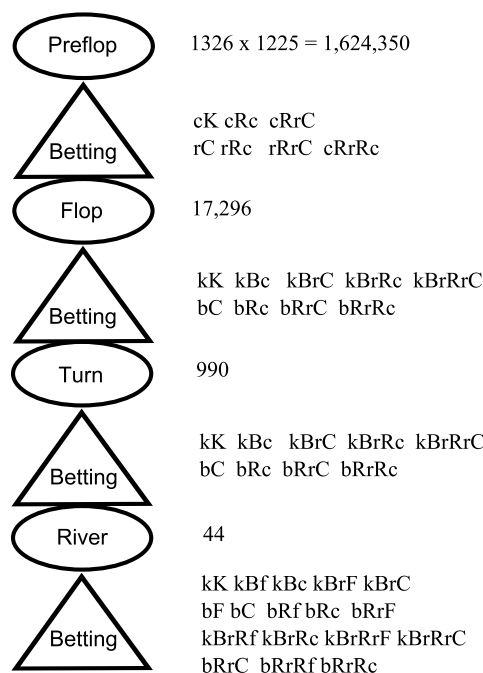 Preflop 1326 x 1225 = 1,624,350
cK cRc cRrC
Betting rC rRc rRrC cRrRc
Flop 17,296
kK kBc kBrC kBrRc kBrRrC
Betting bC bRc bRrC bRrRc
Turn 990
kK kBc kBrC kBrRc kBrRrC
Betting bC bRc bRrC bRrRc
River 44
kK kBf kBc kBrF kBrC
bF bC bRf bRc bRrF
Betting kBrRf kBrRc kBrRrF kBrRrC
bRrC bRrRf bRrRc